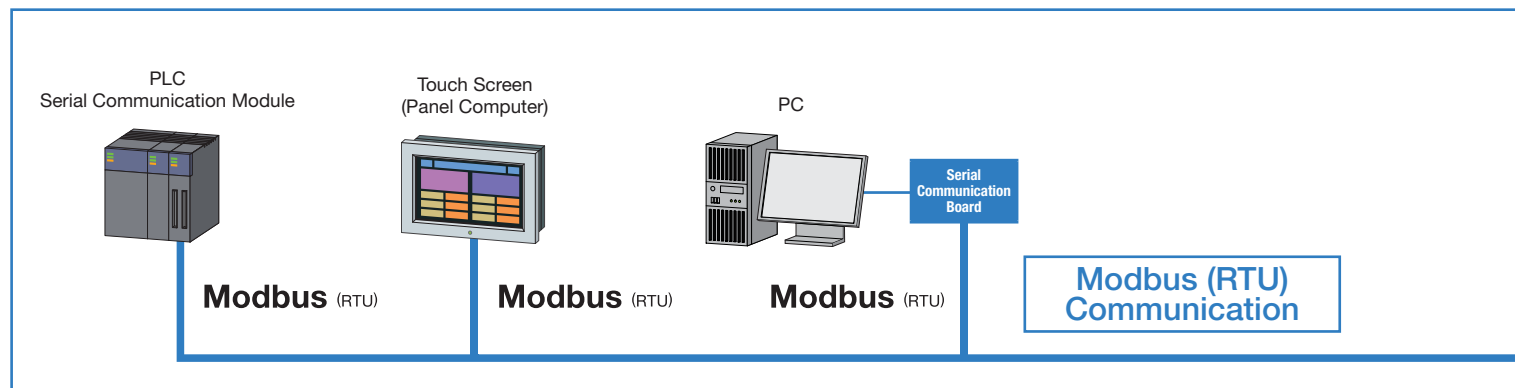 PLC
Serial Communication Module
Touch Screen
(Panel Computer)
PC
Serial
Communication
Board
Modbus (RTU)
Modbus (RTU)
Modbus (RTU)
Modbus (RTU)
Communication